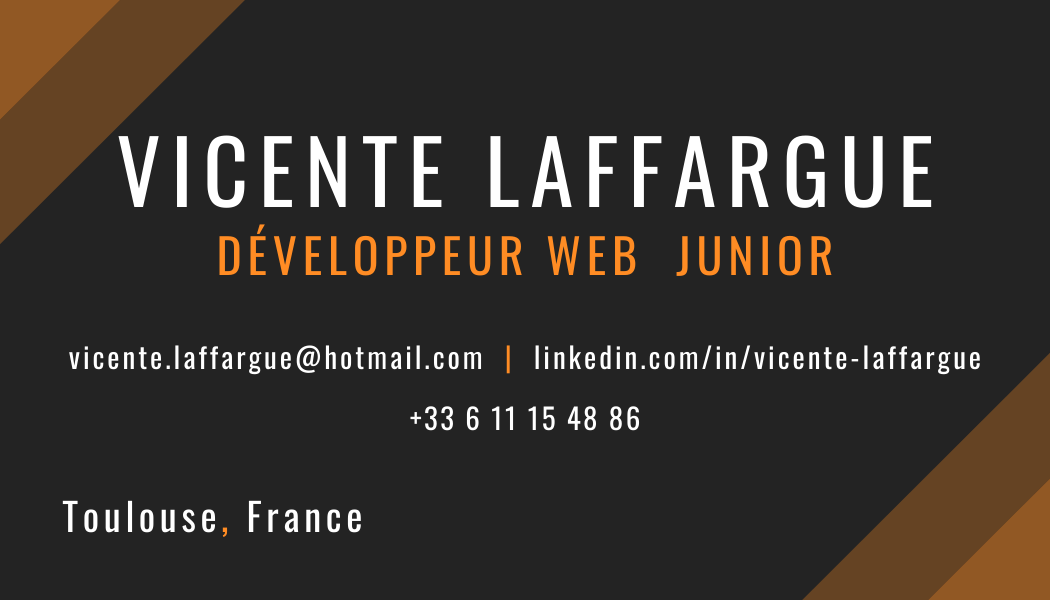 VICENTE LAFFARGUE
DÉVELOPPEUR WEB JUNIOR
vicente.laffargue@hotmail.com | linkedin.com/in/vicente-laffargue
+33 6 11 15 48 86
Toulouse, France